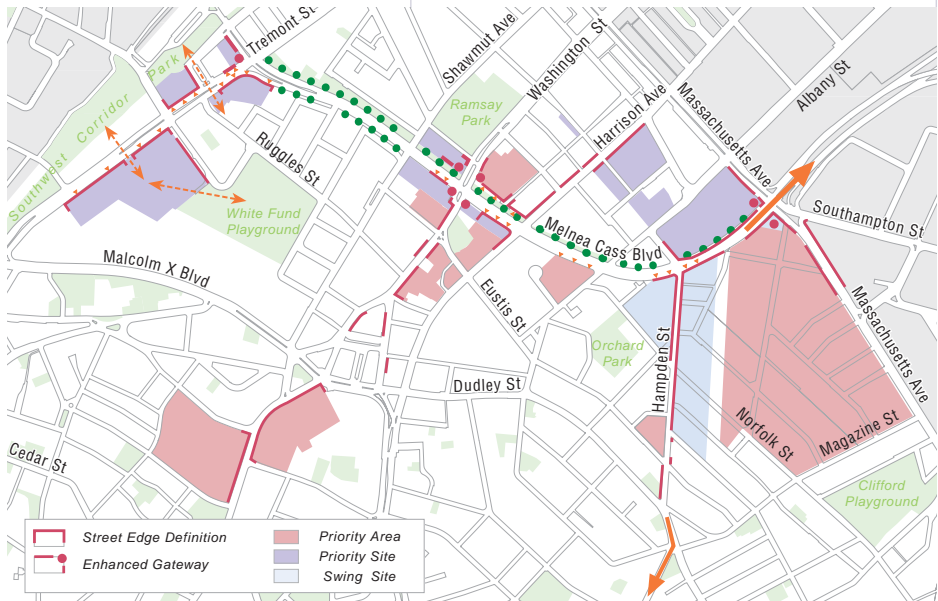 Tremont St
Shawmut Ave
Washington St
Harrison Ave
Massachusetts Ave
Albany St
Southwest Corridor Park
Ramsay
Park
Ruggles St
White Fund
Playground
Southampton St
Melnea Cass Blvd
Malcolm X Blvd
Eustis St
Massachusetts Ave
Orchard
Park
Hampden St
Dudley St
Norfolk St
Magazine St
Cedar St
Clifford
Playground
Street Edge Definition
Enhanced Gateway
Priority Area
Priority Site
Swing Site